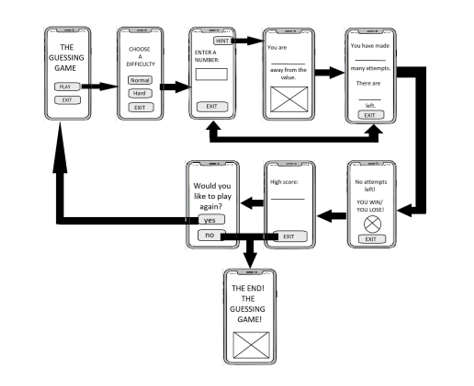 THE
GUESSING
GAME
PLAY
EXIT
CHOOSE
A
DIFFICULTY
Normal
Hard
EXIT
HINT
ENTER A
NUMBER:
EXIT
You are
away from the
value.
You have made
many attempts.
There are
left.
EXIT
Would you
like to play
again?
yes
no
High score:
EXIT
No attempts
left!
YOU WIN/
YOU LOSE!
EXIT
THE END!
THE
GUESSING
GAME!